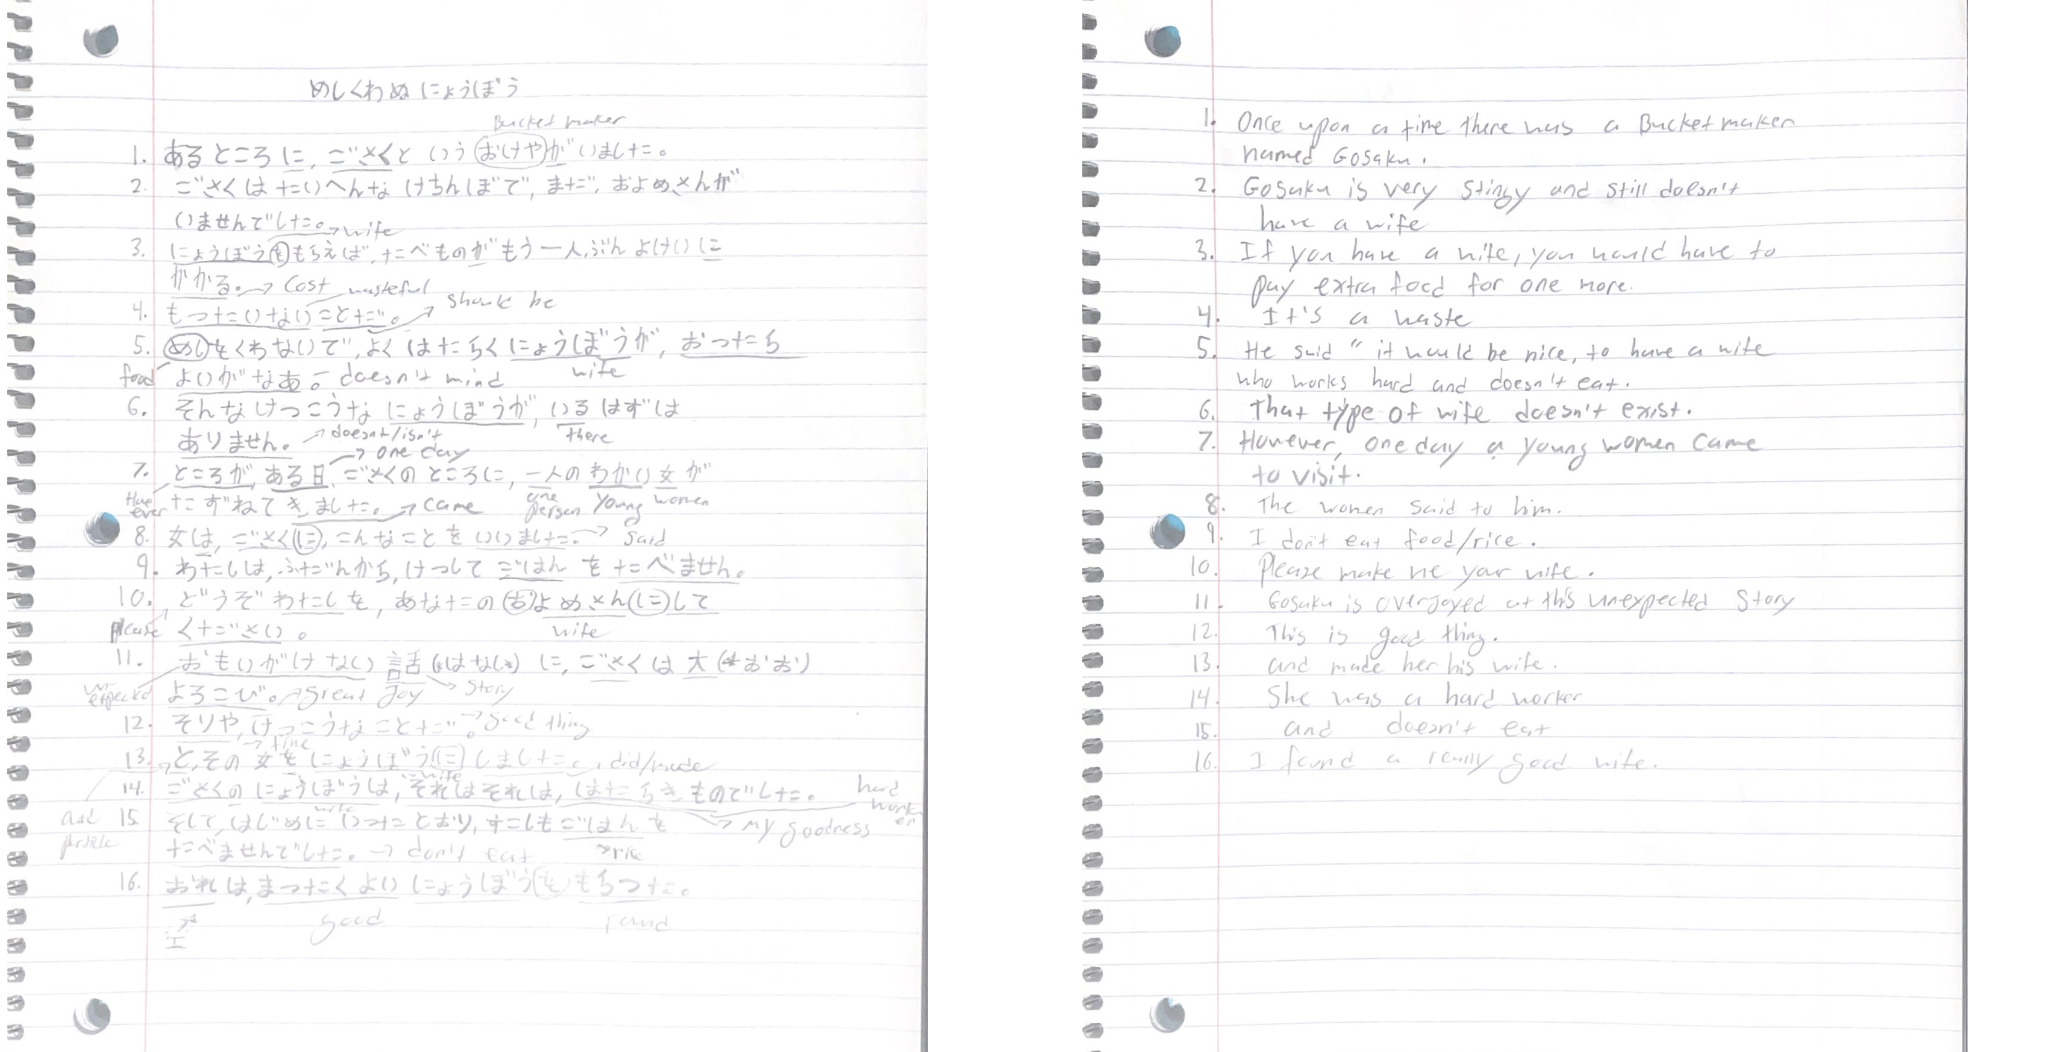 めしくわぬ にょうぼう
Bucket maker
1. あるところに, ごさくと いう おけやが いました。
2. ごさくは たいへんな けちんぼで, まだ, およめさんが
いませんでした。 → wife
3. にょうぼうをもらえば, たべものが もう 一人ぶん よけいに
かかる。→ Cost wasteful
4. もったいないことだ。 → should be
5. めしをくわないで, よく はたらく にょうぼうが, おったら
food よいがなあ。- doesn't mind wife
6. そんな けっこうな にょうぼうが, いる はずは
ありません。 → doesn't/isn't there
→ one day
7. ところが, ある日, ごさくの ところに, 一人の わかい 女が
However たずねて きました。 → came one person young women
8. 女は, ごさくに, こんなことを いいました。→ said
9. わたしは, ふだんから, けっして ごはん を たべません。
10. どうぞ わたしを, あなたの およめさんに して
please ください。 wife
11. おもいがけない 話 (はなし) に, ごさくは 大 (おお)
unexpected よろこび。→ great joy → story
12. そりゃ, けっこうな ことだ。→ good thing
→ fine
13. と, その 女を にょうぼうに しました。 did/made
wife
14. ごさくの にょうぼうは, それはそれは, はたらき ものでした。 hard worker
wife
and particle 15 そして, はじめに いった とおり, すこしも ごはん を → my goodness
たべませんでした。 → don't eat → rice
16. おれは, まったく よい にょうぼうを もらった。
I good found
1. Once upon a time there was a Bucket maker
named Gosaku.
2. Gosaku is very stingy and still doesn't
have a wife
3. If you have a wife, you would have to
pay extra food for one more.
4. It's a waste
5. He said " it would be nice, to have a wife
who works hard and doesn't eat.
6. That type of wife doesn't exist.
7. However, one day a young women came
to visit.
8. The women said to him.
9. I don't eat food/rice.
10. Please make me your wife.
11. Gosaku is overjoyed at this unexpected story
12. This is good thing.
13. and made her his wife.
14. She was a hard worker
15. and doesn't eat
16. I found a really good wife.